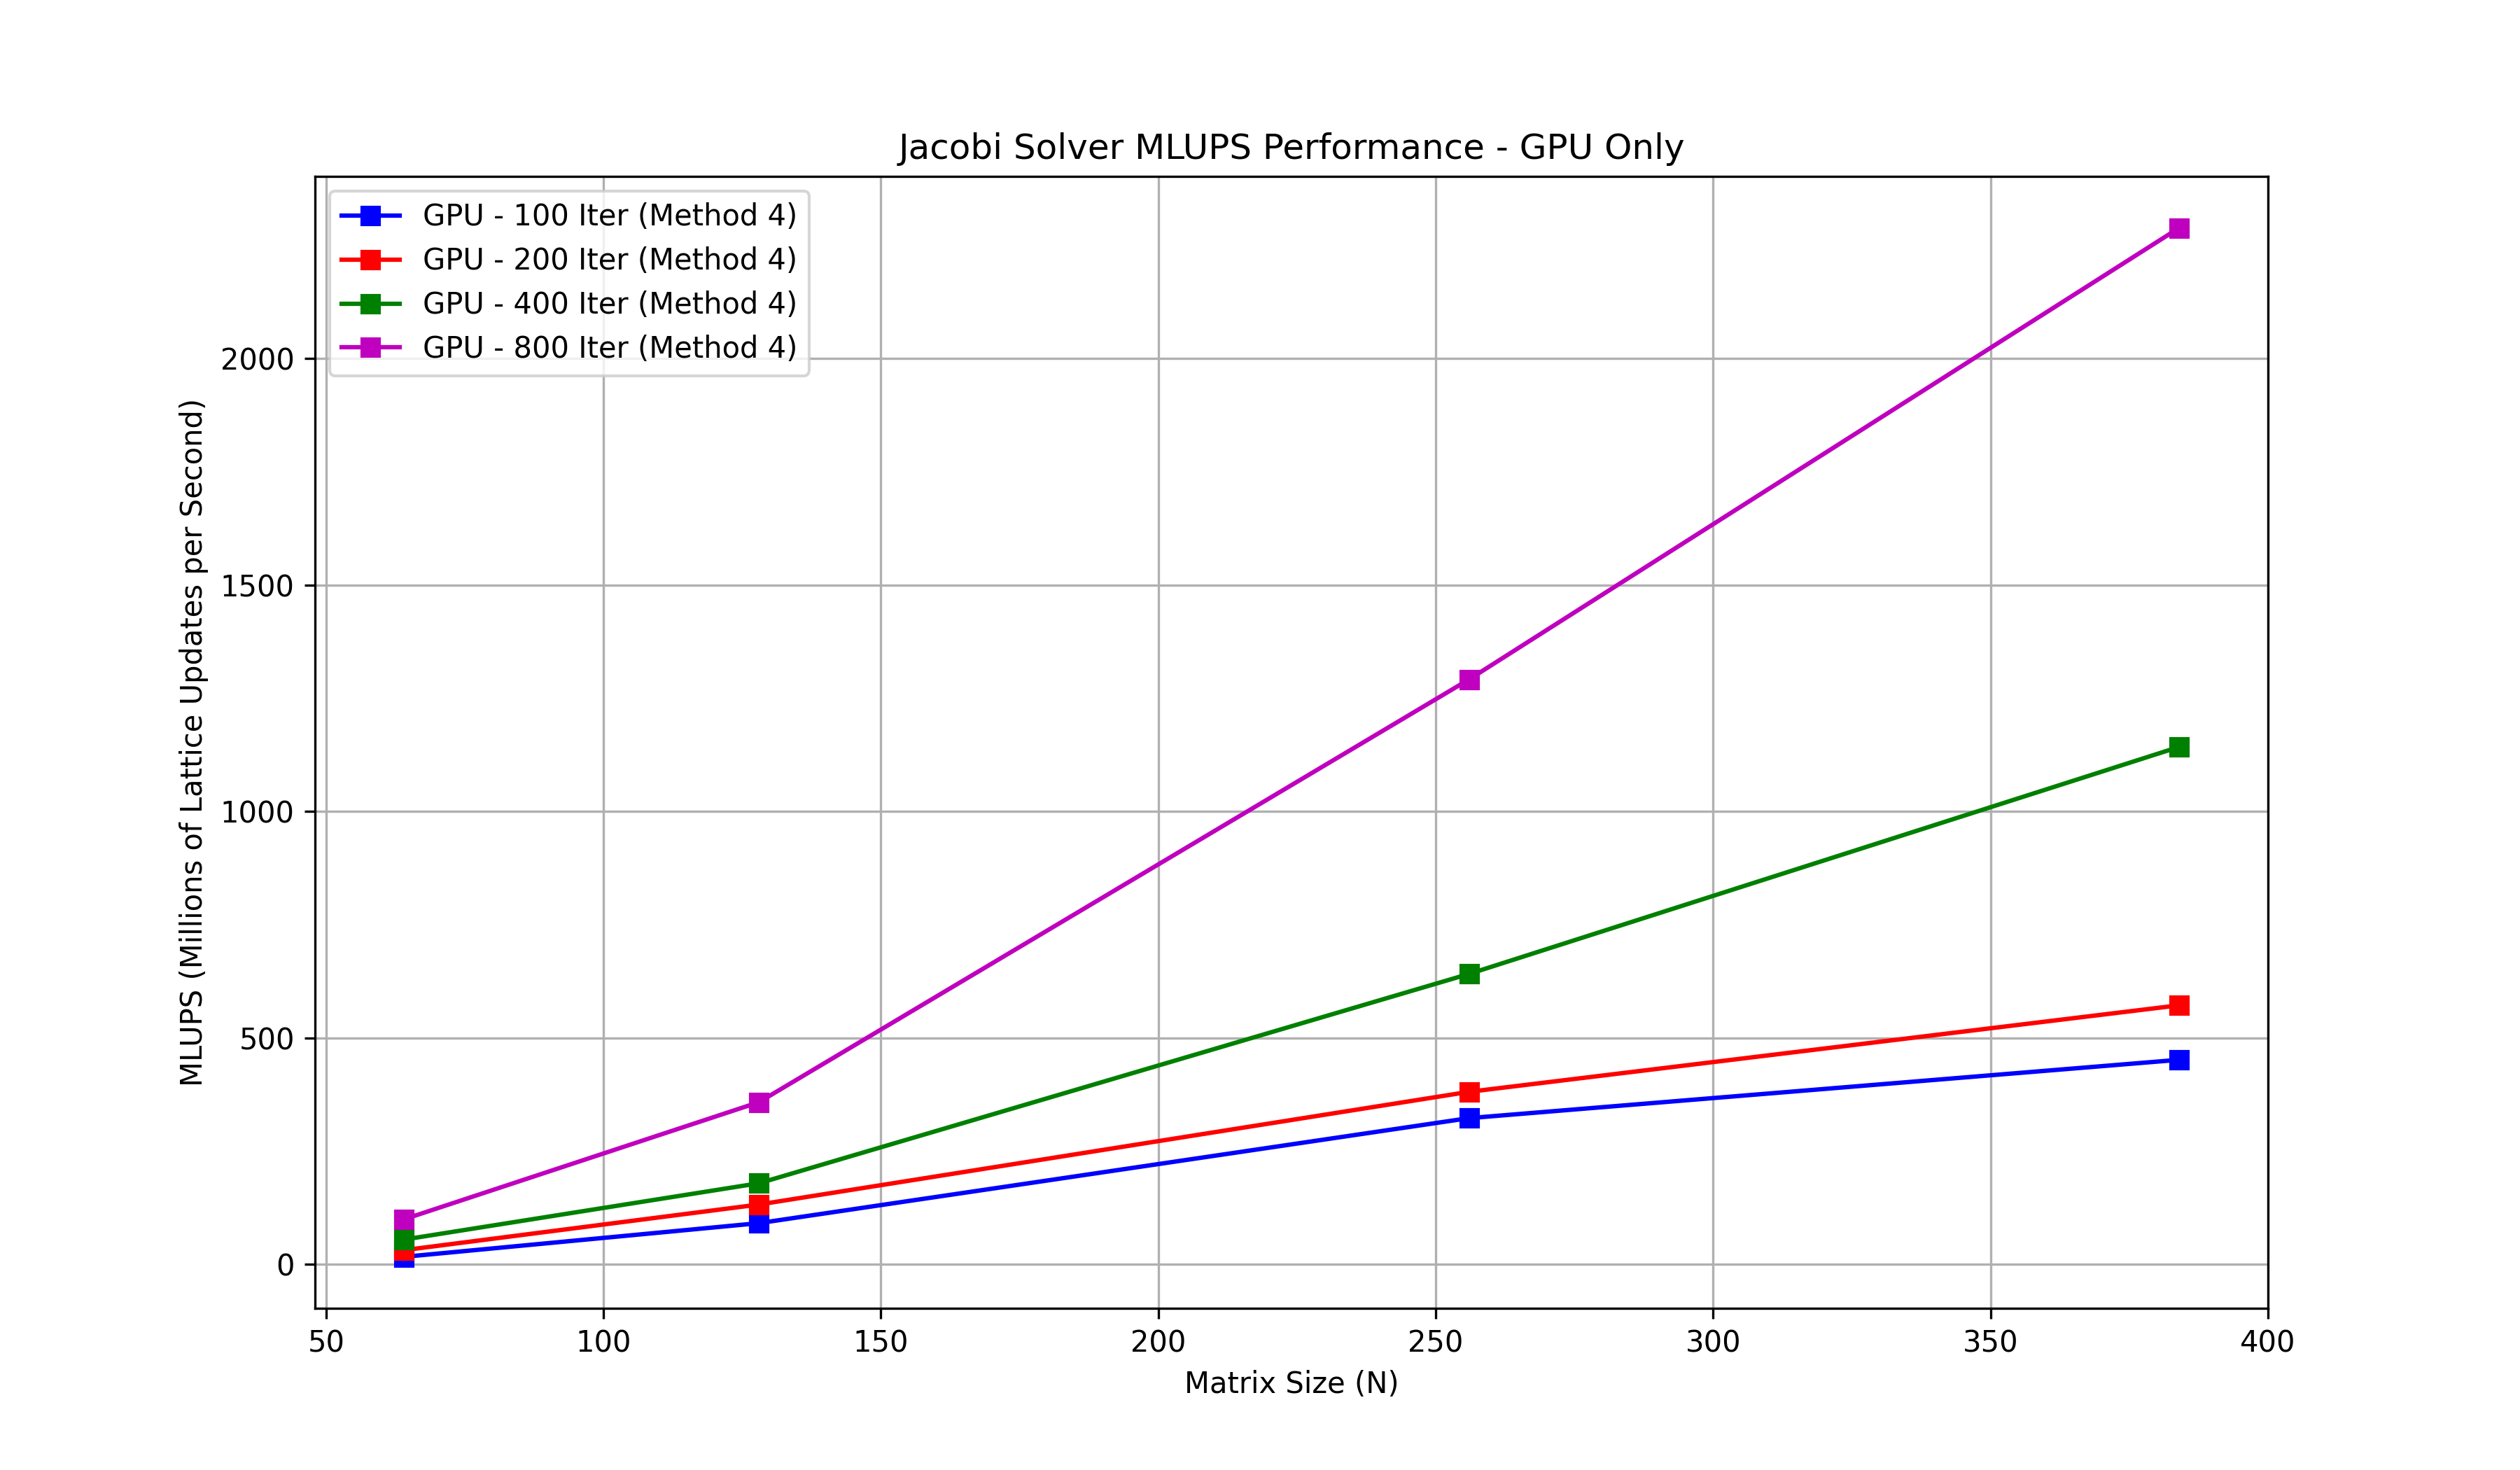 Jacobi Solver MLUPS Performance - GPU Only
GPU - 100 Iter (Method 4)
GPU - 200 Iter (Method 4)
GPU - 400 Iter (Method 4)
GPU - 800 Iter (Method 4)
MLUPS (Millions of Lattice Updates per Second)
2000
1500
1000
500
0
50 100 150 200 250 300 350 400
Matrix Size (N)